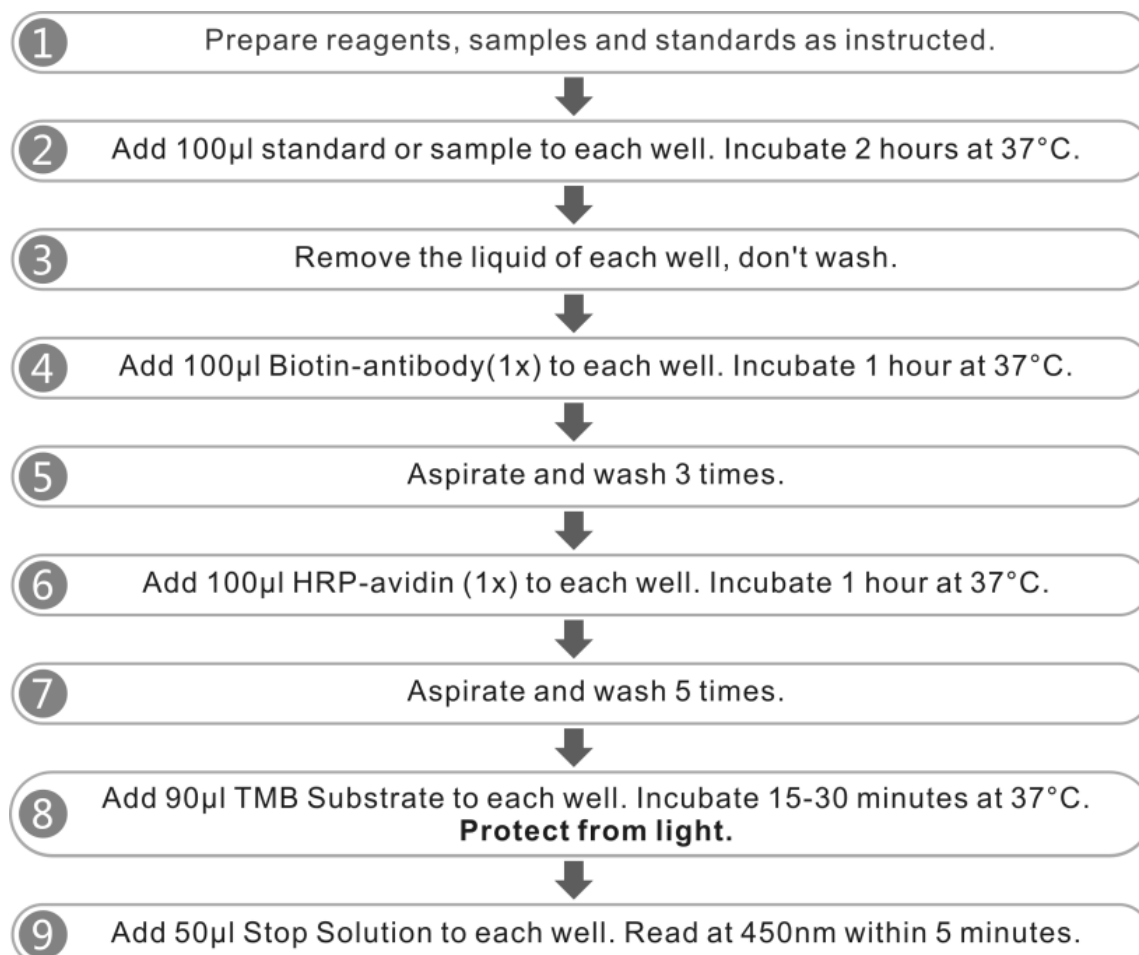 1 Prepare reagents, samples and standards as instructed.
2 Add 100μl standard or sample to each well. Incubate 2 hours at 37°C.
3 Remove the liquid of each well, don't wash.
4 Add 100μl Biotin-antibody(1x) to each well. Incubate 1 hour at 37°C.
5 Aspirate and wash 3 times.
6 Add 100μl HRP-avidin (1x) to each well. Incubate 1 hour at 37°C.
7 Aspirate and wash 5 times.
8 Add 90μl TMB Substrate to each well. Incubate 15-30 minutes at 37°C.
Protect from light.
9 Add 50μl Stop Solution to each well. Read at 450nm within 5 minutes.